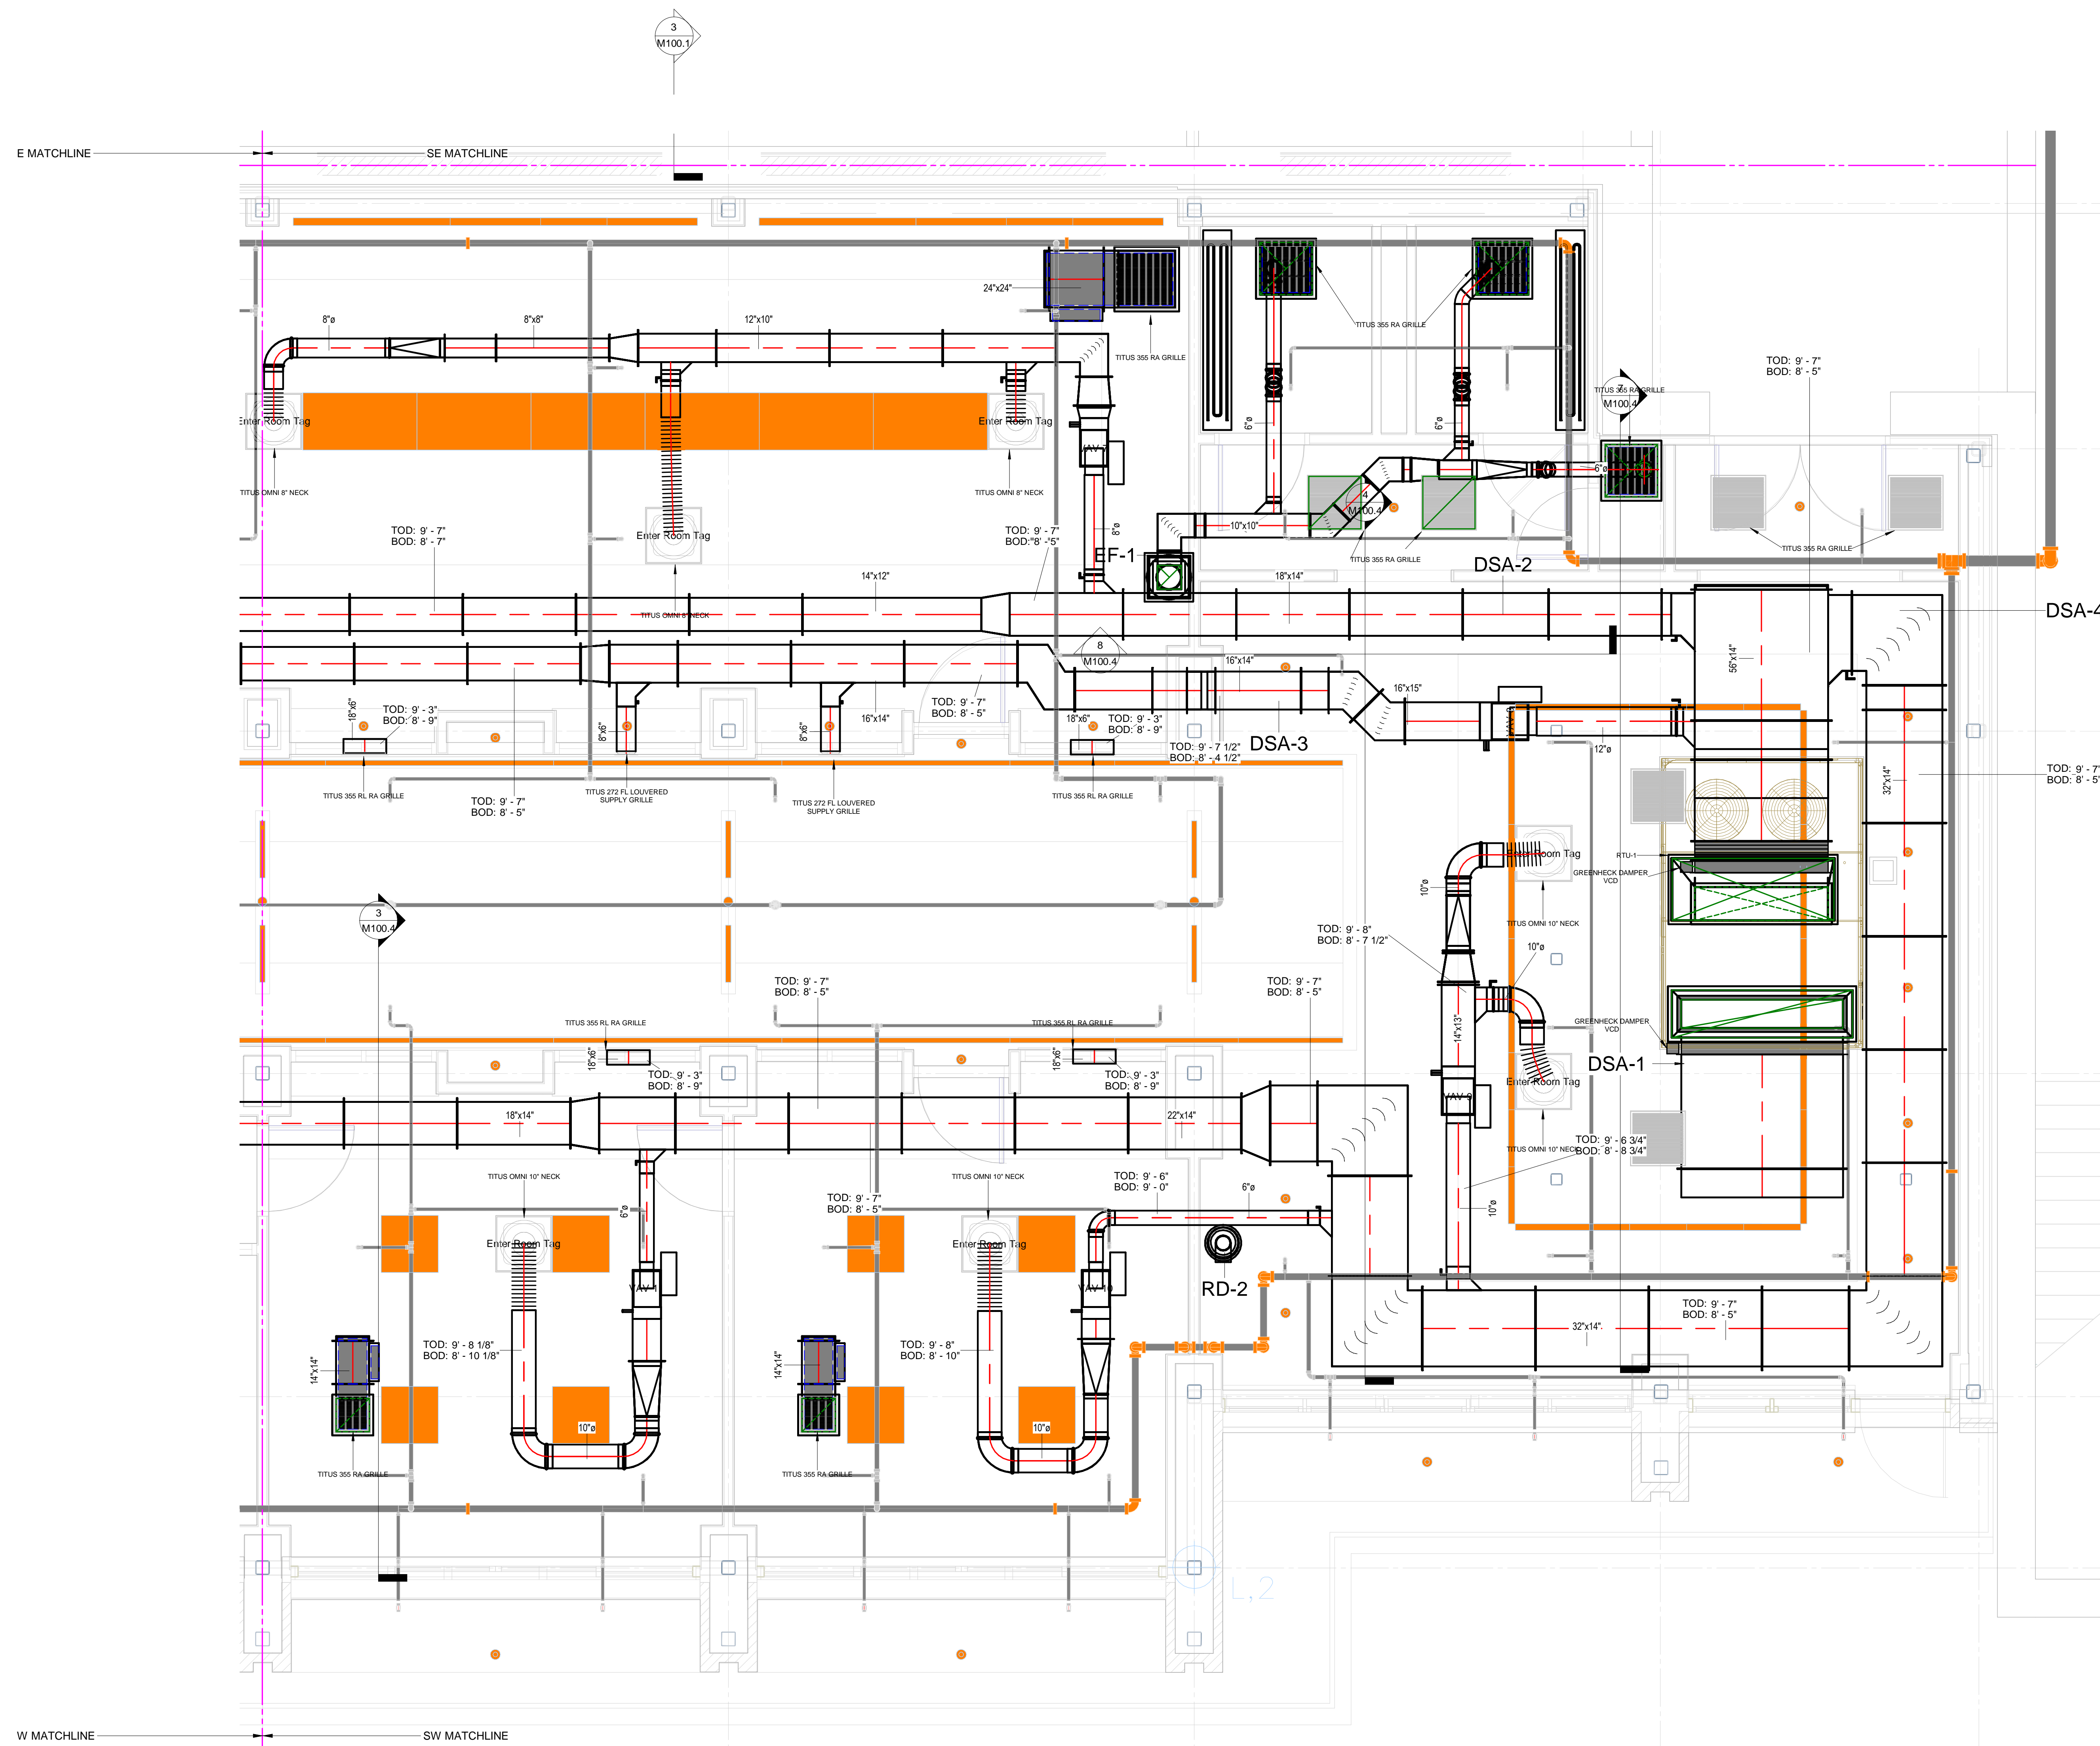 3
M100.1
E MATCHLINE
SE MATCHLINE
24"x24"
8"ø
8"x8"
12"x10"
TITUS 355 RA GRILLE
TITUS 355 RA GRILLE
TOD: 9' - 7"
BOD: 8' - 5"
7
TITUS 355 RA GRILLE
M100.4
Enter Room Tag
Enter Room Tag
6"ø
6"ø
6"ø
TITUS OMNI 8" NECK
TITUS OMNI 8" NECK
4
M100.4
TOD: 9' - 7"
BOD: 8' - 7"
Enter Room Tag
TOD: 9' - 7"
BOD: 8' - 5"
8"ø
10"x10"
EF-1
TITUS 355 RA GRILLE
TITUS 355 RA GRILLE
DSA-2
14"x12"
18"x14"
TITUS OMNI 8" NECK
DSA-4
8
M100.4
16"x14"
56"x14"
18"x6"
TOD: 9' - 3"
BOD: 8' - 9"
8"x6"
8"x6"
16"x14"
TOD: 9' - 7"
BOD: 8' - 5"
18"x6"
TOD: 9' - 3"
BOD: 8' - 9"
16"x15"
TOD: 9' - 7 1/2"
BOD: 8' - 4 1/2"
DSA-3
12"ø
TITUS 355 RL RA GRILLE
TOD: 9' - 7"
BOD: 8' - 5"
TITUS 272 FL LOUVERED
SUPPLY GRILLE
TITUS 272 FL LOUVERED
SUPPLY GRILLE
TITUS 355 RL RA GRILLE
32"x14"
TOD: 9' - 7"
BOD: 8' - 5"
Enter Room Tag
RTU-1
GREENHECK DAMPER
VCD
10"ø
3
M100.4
TITUS OMNI 10" NECK
TOD: 9' - 8"
BOD: 8' - 7 1/2"
10"ø
TOD: 9' - 7"
BOD: 8' - 5"
TOD: 9' - 7"
BOD: 8' - 5"
TITUS 355 RL RA GRILLE
TITUS 355 RL RA GRILLE
14"x13"
GREENHECK DAMPER
VCD
18"x6"
TOD: 9' - 3"
BOD: 8' - 9"
18"x6"
TOD: 9' - 3"
BOD: 8' - 9"
DSA-1
Enter Room Tag
VAV-9
18"x14"
22"x14"
TITUS OMNI 10" NECK
TOD: 9' - 6 3/4"
BOD: 8' - 8 3/4"
TITUS OMNI 10" NECK
TITUS OMNI 10" NECK
TOD: 9' - 6"
BOD: 9' - 0"
6"ø
6"ø
TOD: 9' - 7"
BOD: 8' - 5"
10"ø
Enter Room Tag
Enter Room Tag
VAV-10
RD-2
TOD: 9' - 7"
BOD: 8' - 5"
32"x14"
14"x14"
TOD: 9' - 8 1/8"
BOD: 8' - 10 1/8"
14"x14"
TOD: 9' - 8"
BOD: 8' - 10"
10"ø
10"ø
TITUS 355 RA GRILLE
TITUS 355 RA GRILLE
L,2
W MATCHLINE
SW MATCHLINE